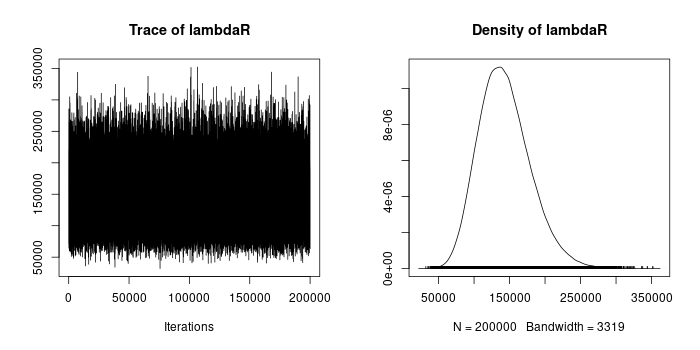 Trace of lambdaR
350000
250000
150000
50000
0 50000 100000 150000 200000
Iterations
Density of lambdaR
8e-06
4e-06
0e+00
50000 150000 250000 350000
N = 200000 Bandwidth = 3319